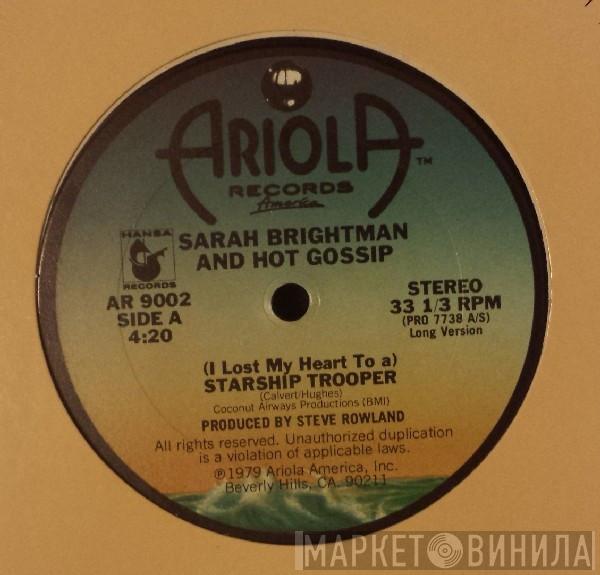 ARIOLA™
RECORDS
America
HANSA
RECORDS
SARAH BRIGHTMAN
AND HOT GOSSIP
AR 9002
SIDE A
4:20
STEREO
33 1/3 RPM
(PRO 7738 A/S)
Long Version
(I Lost My Heart To a)
STARSHIP TROOPER
(Calvert/Hughes)
Coconut Airways Productions (BMI)
PRODUCED BY STEVE ROWLAND
All rights reserved. Unauthorized duplication
is a violation of applicable laws.
℗1979 Ariola America, Inc.
Beverly Hills, CA. 90211
МАРКЕТ ВИНИЛА